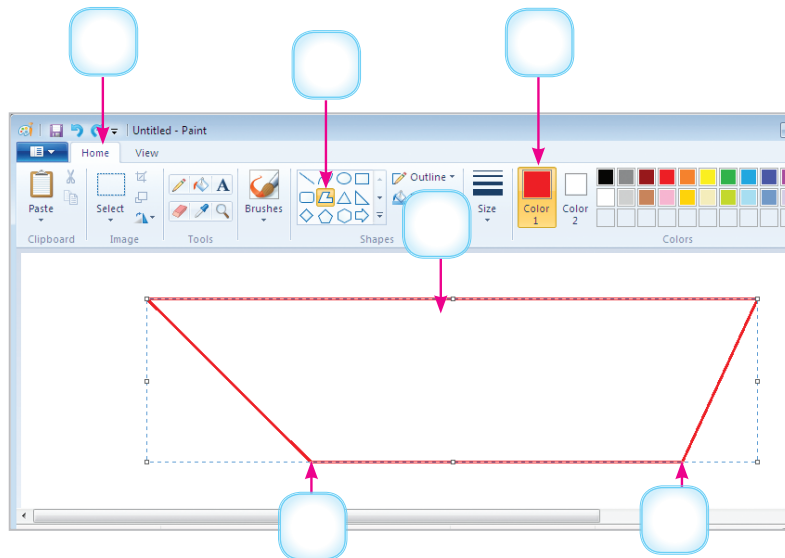 Untitled - Paint
Home View
Paste
Select
A
Brushes
Outline
Size
Color
1
Color
2
Clipboard Image Tools Shapes Colors